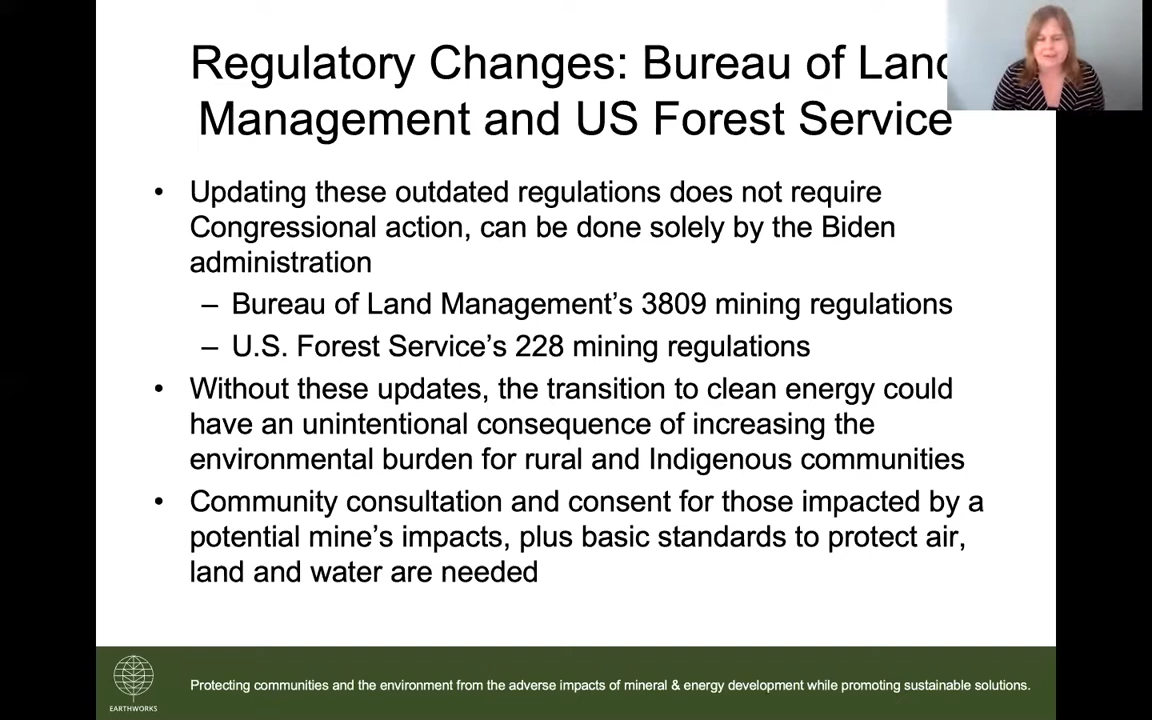 Regulatory Changes: Bureau of Land
Management and US Forest Service
• Updating these outdated regulations does not require
Congressional action, can be done solely by the Biden
administration
– Bureau of Land Management’s 3809 mining regulations
– U.S. Forest Service’s 228 mining regulations
• Without these updates, the transition to clean energy could
have an unintentional consequence of increasing the
environmental burden for rural and Indigenous communities
• Community consultation and consent for those impacted by a
potential mine’s impacts, plus basic standards to protect air,
land and water are needed
EARTHWORKS
Protecting communities and the environment from the adverse impacts of mineral & energy development while promoting sustainable solutions.